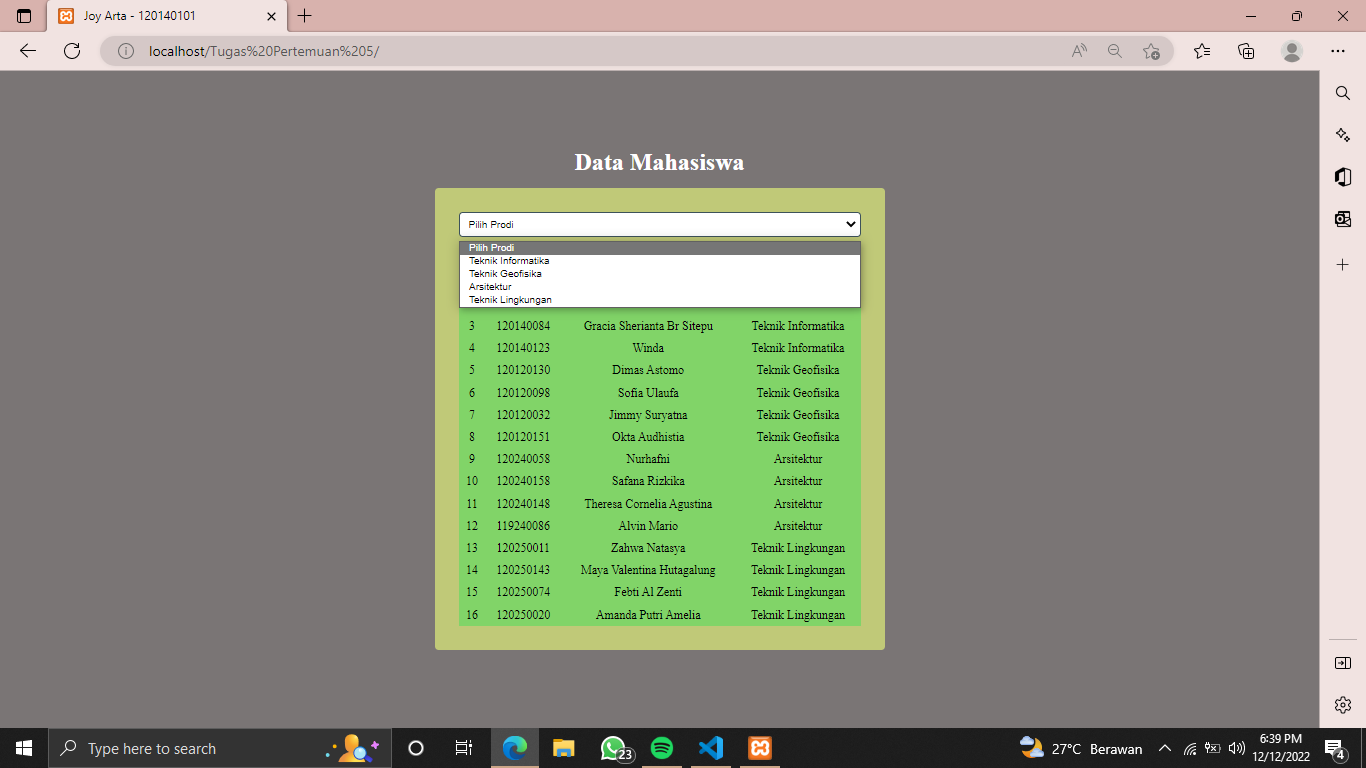 Joy Arta - 120140101
localhost/Tugas%20Pertemuan%205/
Data Mahasiswa
Pilih Prodi
Pilih Prodi
Teknik Informatika
Teknik Geofisika
Arsitektur
Teknik Lingkungan
3 120140084 Gracia Sherianta Br Sitepu Teknik Informatika
4 120140123 Winda Teknik Informatika
5 120120130 Dimas Astomo Teknik Geofisika
6 120120098 Sofia Ulaufa Teknik Geofisika
7 120120032 Jimmy Suryatna Teknik Geofisika
8 120120151 Okta Audhistia Teknik Geofisika
9 120240058 Nurhafni Arsitektur
10 120240158 Safana Rizkika Arsitektur
11 120240148 Theresa Cornelia Agustina Arsitektur
12 119240086 Alvin Mario Arsitektur
13 120250011 Zahwa Natasya Teknik Lingkungan
14 120250143 Maya Valentina Hutagalung Teknik Lingkungan
15 120250074 Febti Al Zenti Teknik Lingkungan
16 120250020 Amanda Putri Amelia Teknik Lingkungan
Type here to search
23
27°C Berawan
6:39 PM
12/12/2022
4